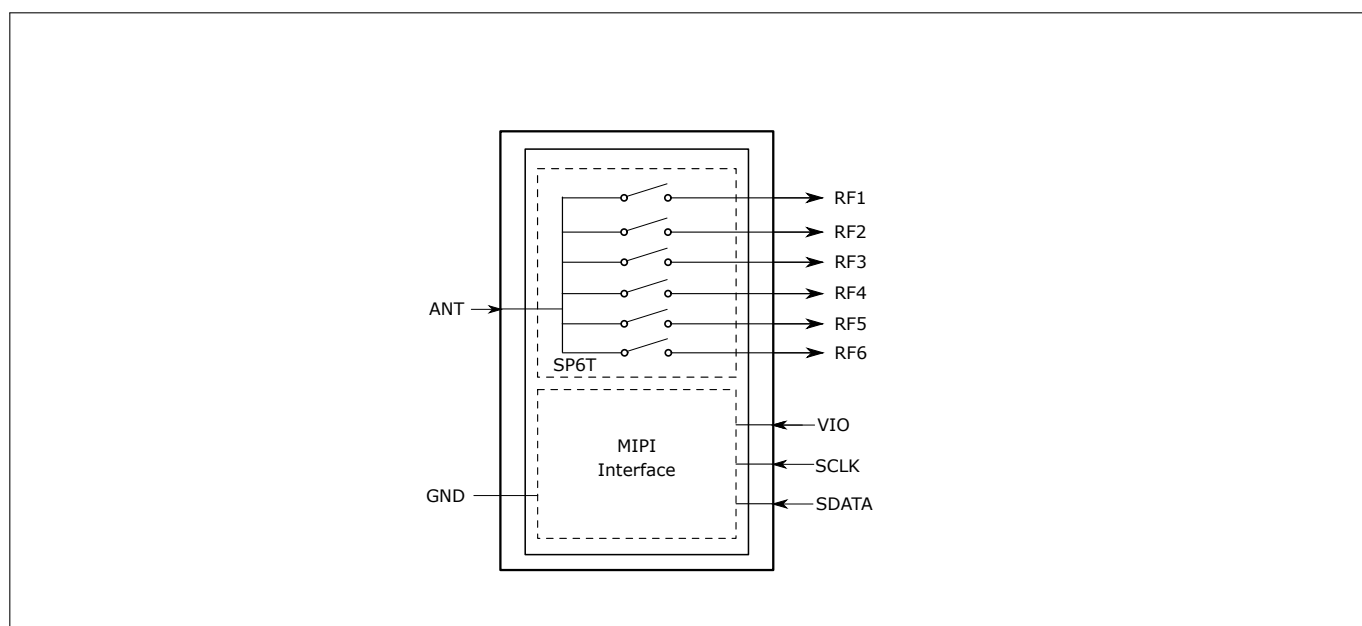 RF1
RF2
RF3
RF4
ANT
RF5
RF6
SP6T
VIO
MIPI
Interface
SCLK
GND
SDATA